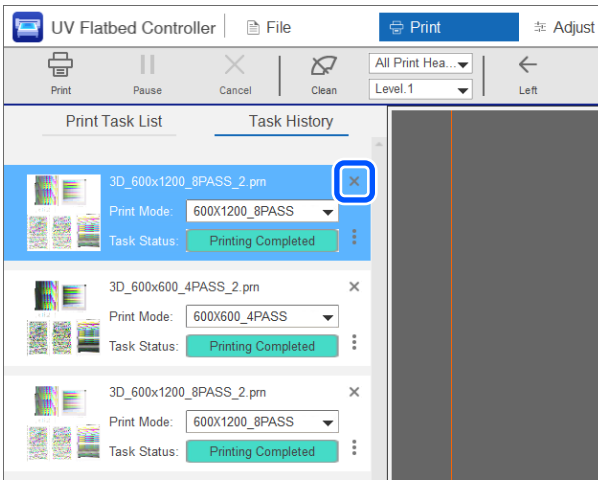 UV Flatbed Controller File Print Adjust
All Print Hea...
Level.1
Print Pause Cancel Clean Left
Print Task List Task History
3D_600x1200_8PASS_2.prn
Print Mode: 600X1200_8PASS
Task Status: Printing Completed
3D_600x600_4PASS_2.prn
Print Mode: 600X600_4PASS
Task Status: Printing Completed
3D_600x1200_8PASS_2.prn
Print Mode: 600X1200_8PASS
Task Status: Printing Completed